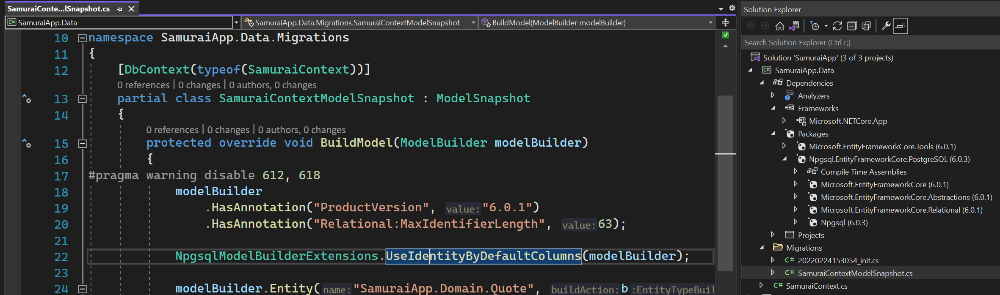 SamuraiConte...lSnapshot.cs
SamuraiApp.Data
SamuraiApp.Data.Migrations.SamuraiContextModelSnapshot
BuildModel(ModelBuilder modelBuilder)
10 namespace SamuraiApp.Data.Migrations
11 {
12 [DbContext(typeof(SamuraiContext))]
0 references | 0 changes | 0 authors, 0 changes
13 partial class SamuraiContextModelSnapshot : ModelSnapshot
14 {
0 references | 0 changes | 0 authors, 0 changes
15 protected override void BuildModel(ModelBuilder modelBuilder)
16 {
17 #pragma warning disable 612, 618
18 modelBuilder
19 .HasAnnotation("ProductVersion", value: "6.0.1")
20 .HasAnnotation("Relational:MaxIdentifierLength", value: 63);
21
22 NpgsqlModelBuilderExtensions.UseIdentityByDefaultColumns(modelBuilder);
23
24 modelBuilder.Entity(name: "SamuraiApp.Domain.Quote", buildAction: b :EntityTypeBuil
Solution Explorer
Search Solution Explorer (Ctrl+;)
Solution 'SamuraiApp' (3 of 3 projects)
C# SamuraiApp.Data
Dependencies
Analyzers
Frameworks
Microsoft.NETCore.App
Packages
Microsoft.EntityFrameworkCore.Tools (6.0.1)
Npgsql.EntityFrameworkCore.PostgreSQL (6.0.3)
Compile Time Assemblies
Microsoft.EntityFrameworkCore (6.0.1)
Microsoft.EntityFrameworkCore.Abstractions (6.0.1)
Microsoft.EntityFrameworkCore.Relational (6.0.1)
Npgsql (6.0.3)
Projects
Migrations
C# 20220224153054_init.cs
C# SamuraiContextModelSnapshot.cs
C# SamuraiContext.cs